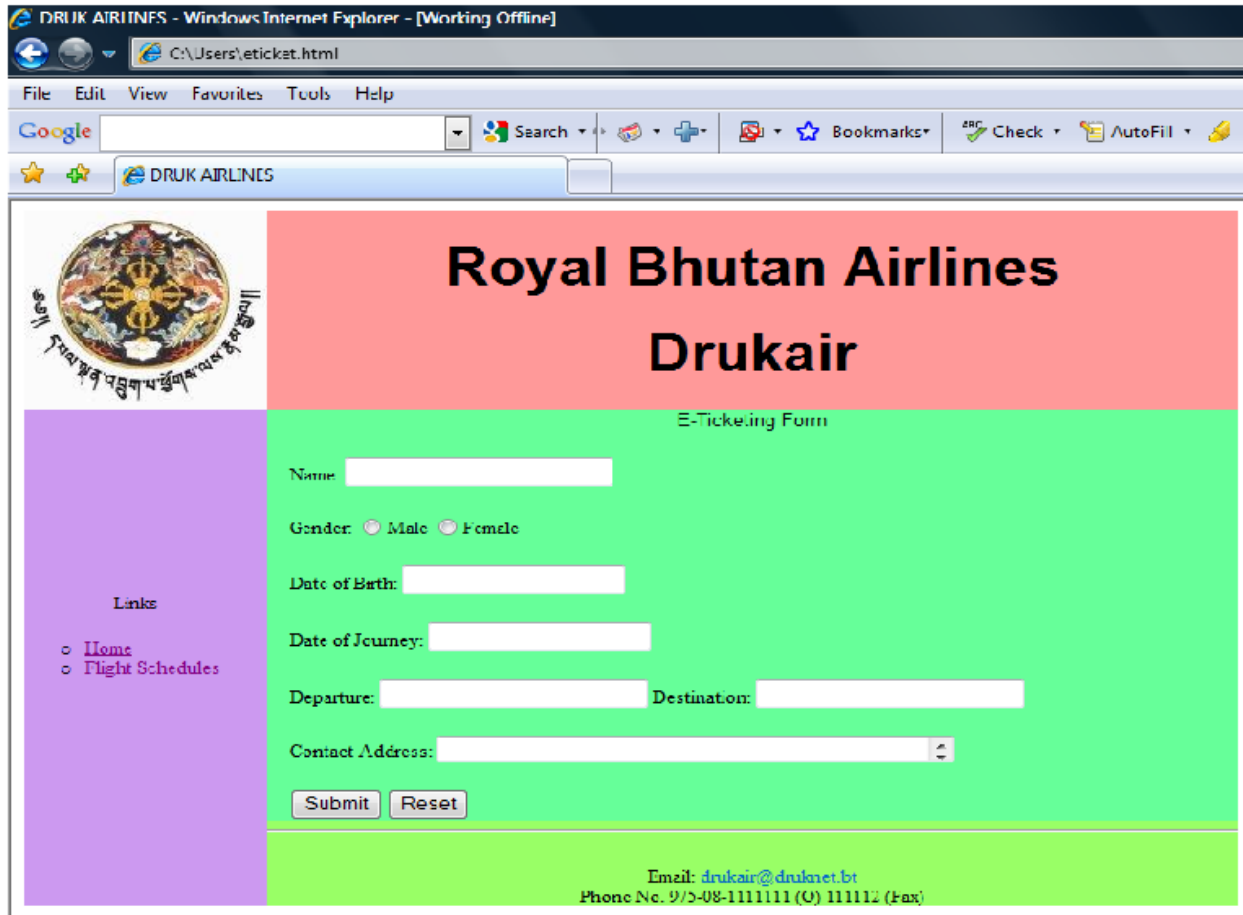 DRUK AIRLINES - Windows Internet Explorer - [Working Offline]
C:\Users\eticket.html
File Edit View Favorites Tools Help
Google Search Bookmarks Check AutoFill
DRUK AIRLINES
Royal Bhutan Airlines
Drukair
E-Ticketing Form
Name
Gender: Male Female
Date of Birth:
Date of Journey:
Links
Home
Flight Schedules
Departure: Destination:
Contact Address:
Submit Reset
Email: drukair@druknet.bt
Phone No. 975-08-1111111 (O) 111112 (Fax)